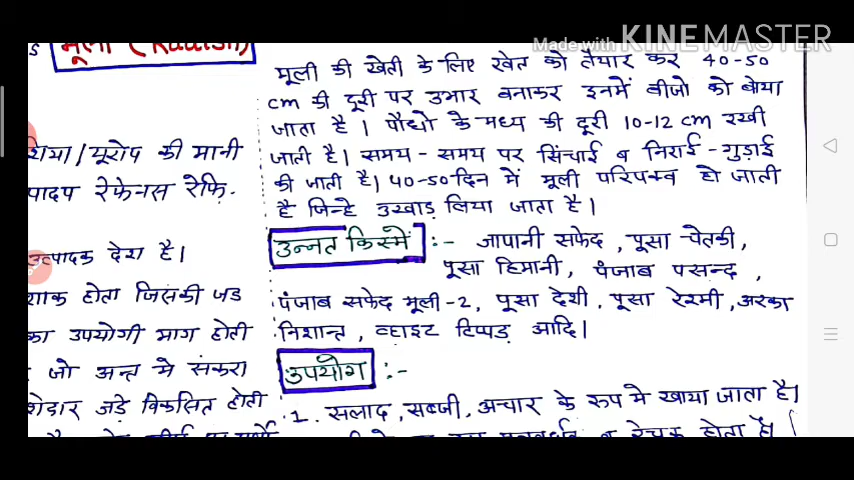 Made with KINEMASTER
मूली (Radish)
शिया/यूरोप की मानी
पादप रेफेनस रेफि.
उत्पादक देश है।
शाक होता जिसकी जड
का उपयोगी भाग होती
जो अन्त मे संकरा
शेदार जड़े विकसित होती
मूली की खेती के लिए खेत को तैयार कर 40-50
cm की दूरी पर उभार बनाकर इनमें बीजो को बोया
जाता है। पौधो के मध्य की दूरी 10-12 cm रखी
जाती है। समय-समय पर सिंचाई व निराई-गुड़ाई
की जाती है। 40-50 दिन में मूली परिपक्व हो जाती
है जिन्हे उखाड़ लिया जाता है।
उन्नत किस्मे :- जापानी सफेद, पूसा चेतकी,
पूसा हिमानी, पंजाब पसन्द,
पंजाब सफेद मूली-2, पूसा देशी, पूसा रेश्मी, अरका
निशान्त, व्हाइट टिप्पड़ आदि।
उपयोग :-
1. सलाद, सब्जी, अचार के रूप मे खाया जाता है।
व रेचक होता है।